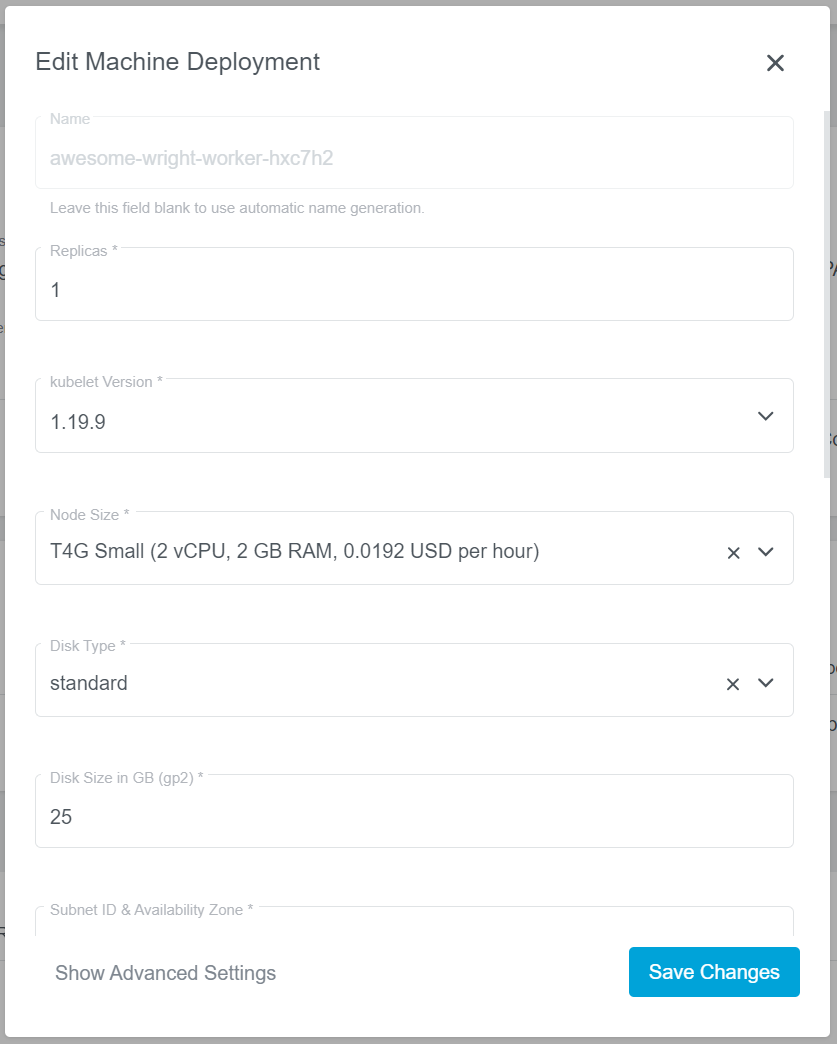 Edit Machine Deployment
Name
awesome-wright-worker-hxc7h2
Leave this field blank to use automatic name generation.
Replicas *
1
kubelet Version *
1.19.9
Node Size *
T4G Small (2 vCPU, 2 GB RAM, 0.0192 USD per hour)
Disk Type *
standard
Disk Size in GB (gp2) *
25
Subnet ID & Availability Zone *
Show Advanced Settings
Save Changes